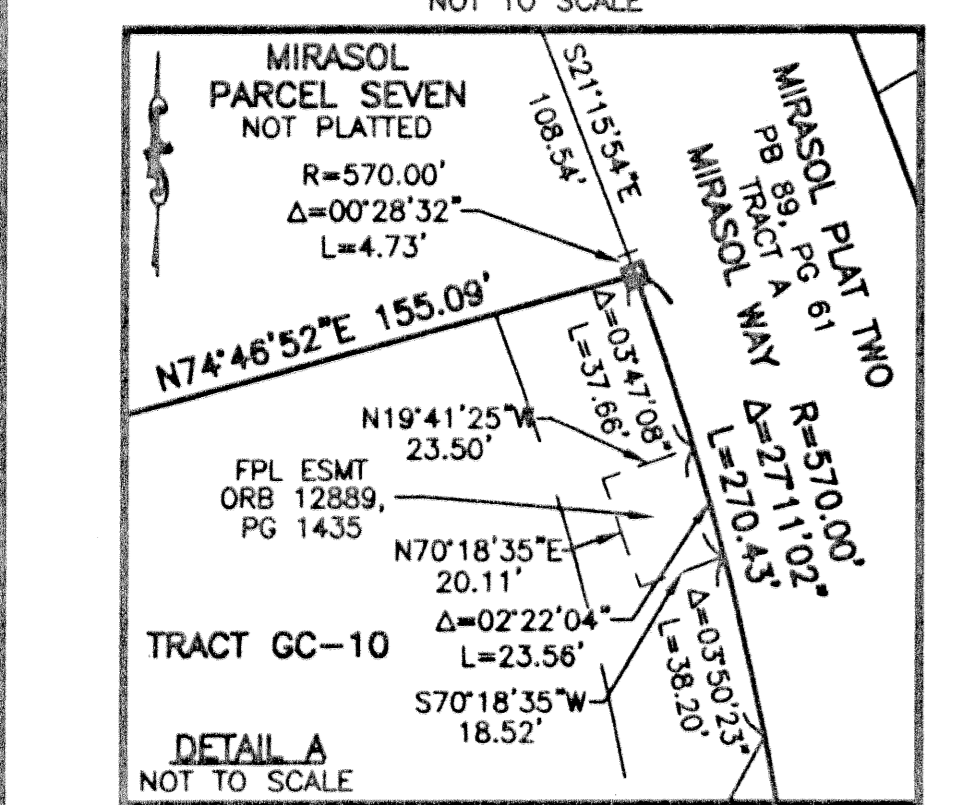 NOT TO SCALE
MIRASOL
PARCEL SEVEN
NOT PLATTED
R=570.00'
Δ=00°28'32"
L=4.73'
S21°15'54"E
108.54'
MIRASOL PLAT TWO
PB 89, PG 61
TRACT A
MIRASOL WAY
N74°46'52"E 155.09'
Δ=03°47'08"
L=37.66'
R=570.00'
Δ=27°11'02"
L=270.43'
N19°41'25"W
23.50'
FPL ESMT
ORB 12889,
PG 1435
N70°18'35"E
20.11'
Δ=02°22'04"
L=23.56'
S70°18'35"W
18.52'
Δ=03°50'23"
L=38.20'
TRACT GC-10
DETAIL A
NOT TO SCALE